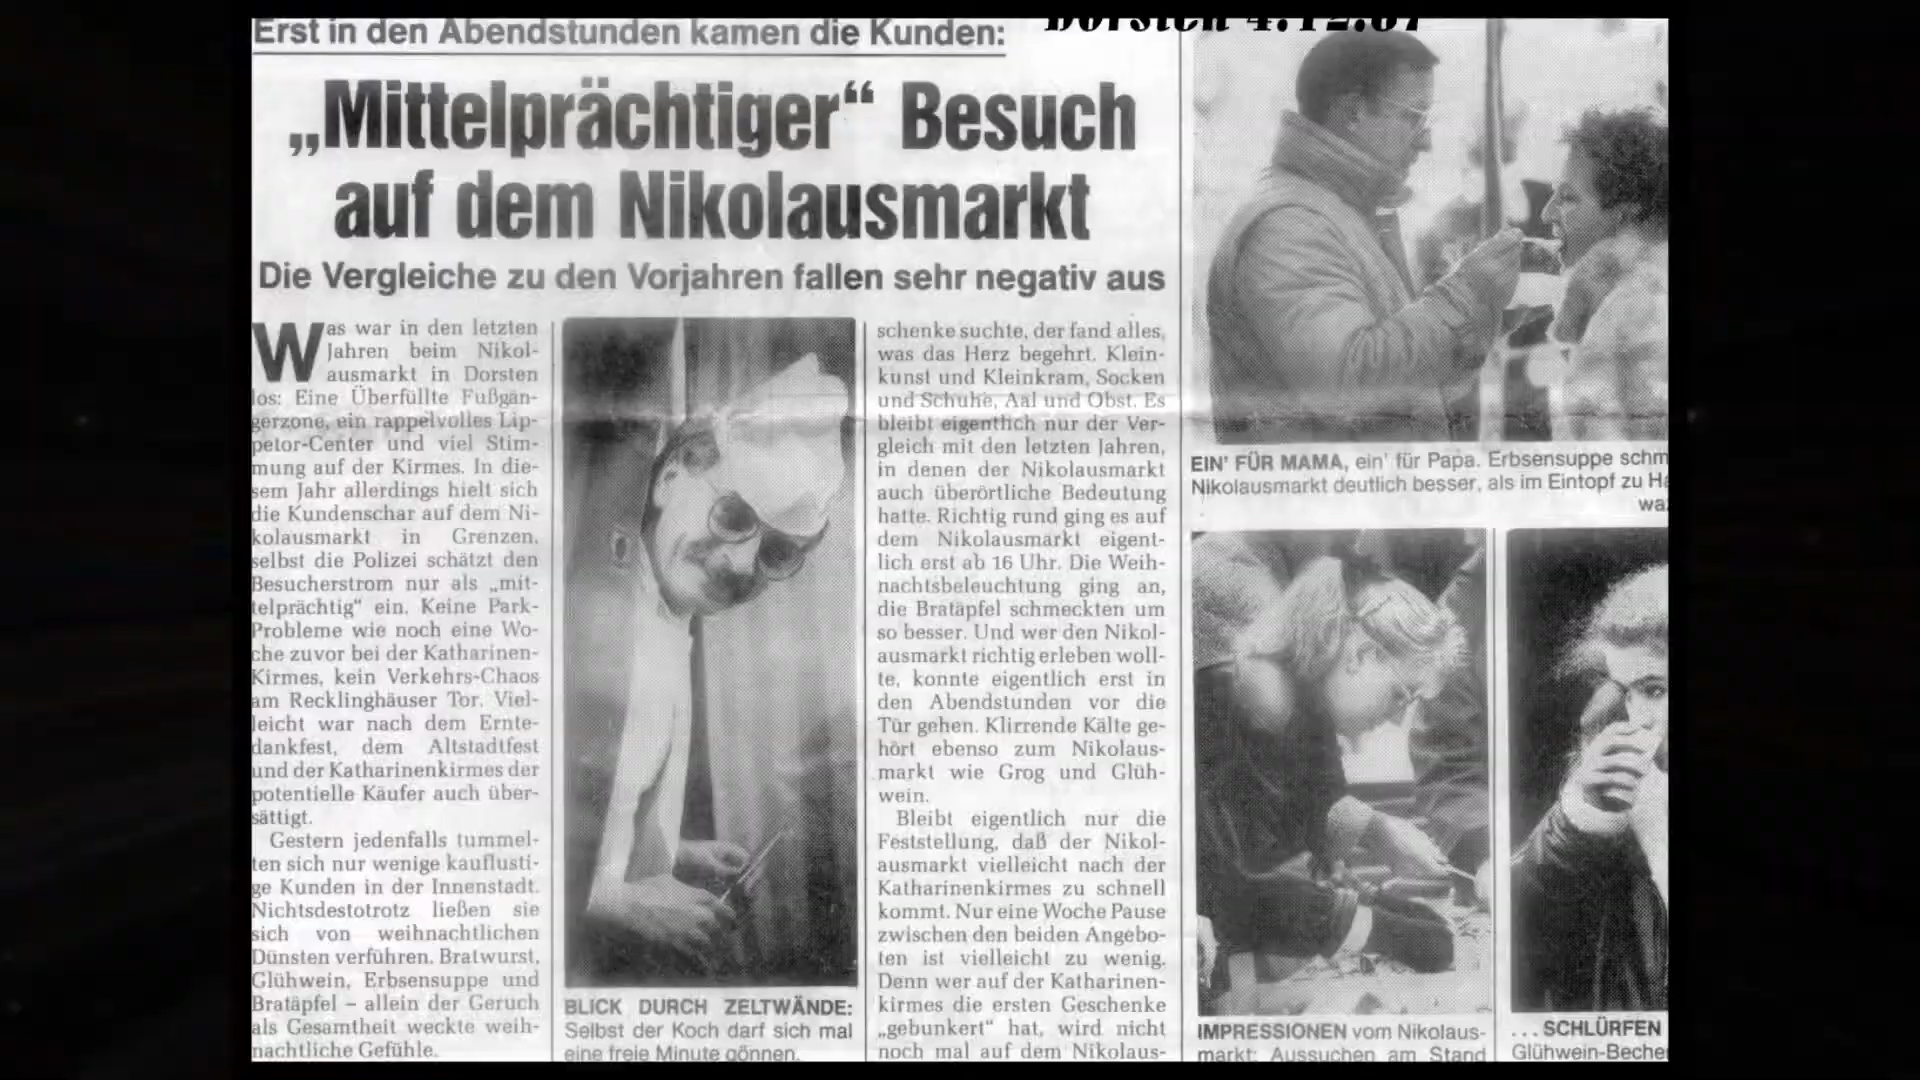 Erst in den Abendstunden kamen die Kunden:
Dorsten 4.12.87
„Mittelprächtiger“ Besuch
auf dem Nikolausmarkt
Die Vergleiche zu den Vorjahren fallen sehr negativ aus
Was war in den letzten
Jahren beim Nikol-
ausmarkt in Dorsten
los: Eine Überfüllte Fußgän-
gerzone, ein rappelvolles Lip-
petor-Center und viel Stim-
mung auf der Kirmes. In die-
sem Jahr allerdings hielt sich
die Kundenschar auf dem Ni-
kolausmarkt in Grenzen,
selbst die Polizei schätzt den
Besucherstrom nur als „mit-
telprächtig“ ein. Keine Park-
Probleme wie noch eine Wo-
che zuvor bei der Katharinen-
Kirmes, kein Verkehrs-Chaos
am Recklinghäuser Tor. Viel-
leicht war nach dem Ernte-
dankfest, dem Altstadtfest
und der Katharinenkirmes der
potentielle Käufer auch über-
sättigt.
Gestern jedenfalls tummel-
ten sich nur wenige kauflusti-
ge Kunden in der Innenstadt.
Nichtsdestotrotz ließen sie
sich von weihnachtlichen
Dünsten verführen. Bratwurst,
Glühwein, Erbsensuppe und
Bratäpfel – allein der Geruch
als Gesamtheit weckte weih-
nachtliche Gefühle.
BLICK DURCH ZELTWÄNDE:
Selbst der Koch darf sich mal
eine freie Minute gönnen.
schenke suchte, der fand alles,
was das Herz begehrt. Klein-
kunst und Kleinkram, Socken
und Schuhe, Aal und Obst. Es
bleibt eigentlich nur der Ver-
gleich mit den letzten Jahren,
in denen der Nikolausmarkt
auch überörtliche Bedeutung
hatte. Richtig rund ging es auf
dem Nikolausmarkt eigent-
lich erst ab 16 Uhr. Die Weih-
nachtsbeleuchtung ging an,
die Bratäpfel schmeckten um
so besser. Und wer den Nikol-
ausmarkt richtig erleben woll-
te, konnte eigentlich erst in
den Abendstunden vor die
Tür gehen. Klirrende Kälte ge-
hört ebenso zum Nikolaus-
markt wie Grog und Glüh-
wein.
Bleibt eigentlich nur die
Feststellung, daß der Nikol-
ausmarkt vielleicht nach der
Katharinenkirmes zu schnell
kommt. Nur eine Woche Pause
zwischen den beiden Angebo-
ten ist vielleicht zu wenig.
Denn wer auf der Katharinen-
kirmes die ersten Geschenke
„gebunkert“ hat, wird nicht
noch mal auf dem Nikolaus-
EIN' FÜR MAMA, ein' für Papa. Erbsensuppe schm
Nikolausmarkt deutlich besser, als im Eintopf zu Ha
IMPRESSIONEN vom Nikolaus-
markt: Aussuchen am Stand
... SCHLÜRFEN
Glühwein-Beche